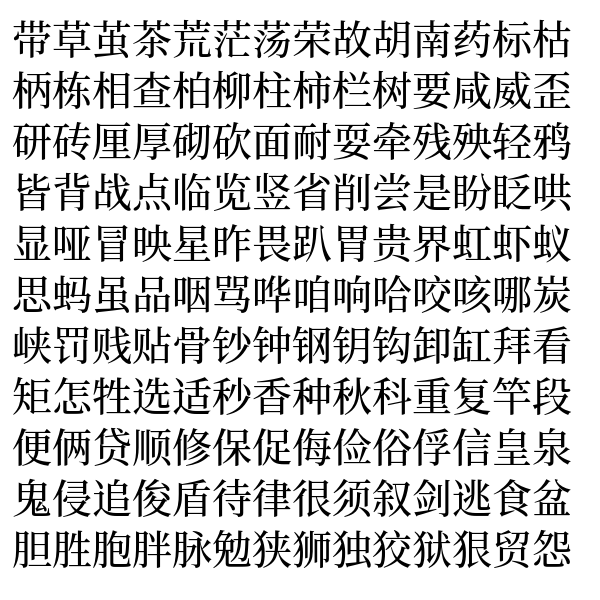 带草茧茶荒茫荡荣故胡南药标枯
柄栋相查柏柳柱柿栏树要咸威歪
研砖厘厚砌砍面耐耍牵残殃轻鸦
皆背战点临览竖省削尝是盼眨哄
显哑冒映星昨畏趴胃贵界虹虾蚁
思蚂虽品咽骂哗咱响哈咬咳哪炭
峡罚贱贴骨钞钟钢钥钩卸缸拜看
矩怎牲选适秒香种秋科重复竿段
便俩贷顺修保促侮俭俗俘信皇泉
鬼侵追俊盾待律很须叙剑逃食盆
胆胜胞胖脉勉狭狮独狡狱狠贸怨